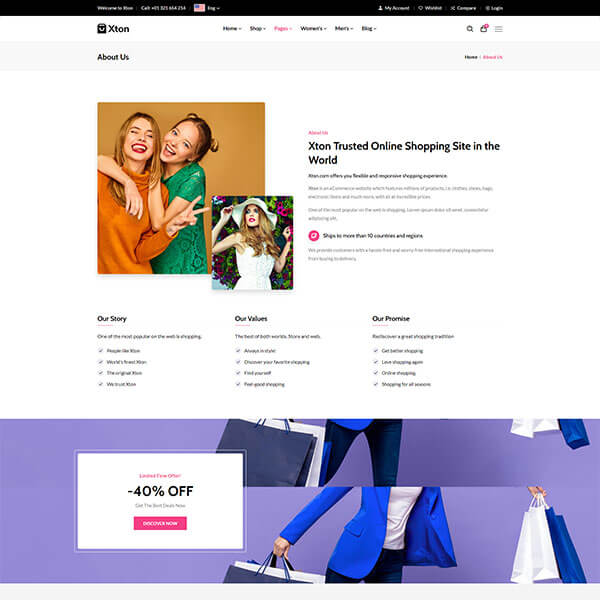 Welcome to Xton Call: +01 321 654 214 Eng My Account Wishlist Compare Login
Xton Home Shop Pages Women's Men's Blog 0
About Us Home About Us
About Us
Xton Trusted Online Shopping Site in the
World
Xton.com offers you flexible and responsive shopping experience.
Xton is an eCommerce website which features millions of products, i.e. clothes, shoes, bags,
electronic items and much more, with all at incredible prices.
One of the most popular on the web is shopping. Lorem ipsum dolor sit amet, consectetur
adipiscing elit,
Ships to more than 10 countries and regions
We provide customers with a hassle-free and worry-free international shopping experience
from buying to delivery.
Our Story
One of the most popular on the web is shopping.
People like Xton
World's finest Xton
The original Xton
We trust Xton
Our Values
The best of both worlds. Store and web.
Always in style!
Discover your favorite shopping
Find yourself
Feel-good shopping
Our Promise
Rediscover a great shopping tradition
Get better shopping
Love shopping again
Online shopping
Shopping for all seasons
Limited Time Offer!
-40% OFF
Get The Best Deals Now
DISCOVER NOW